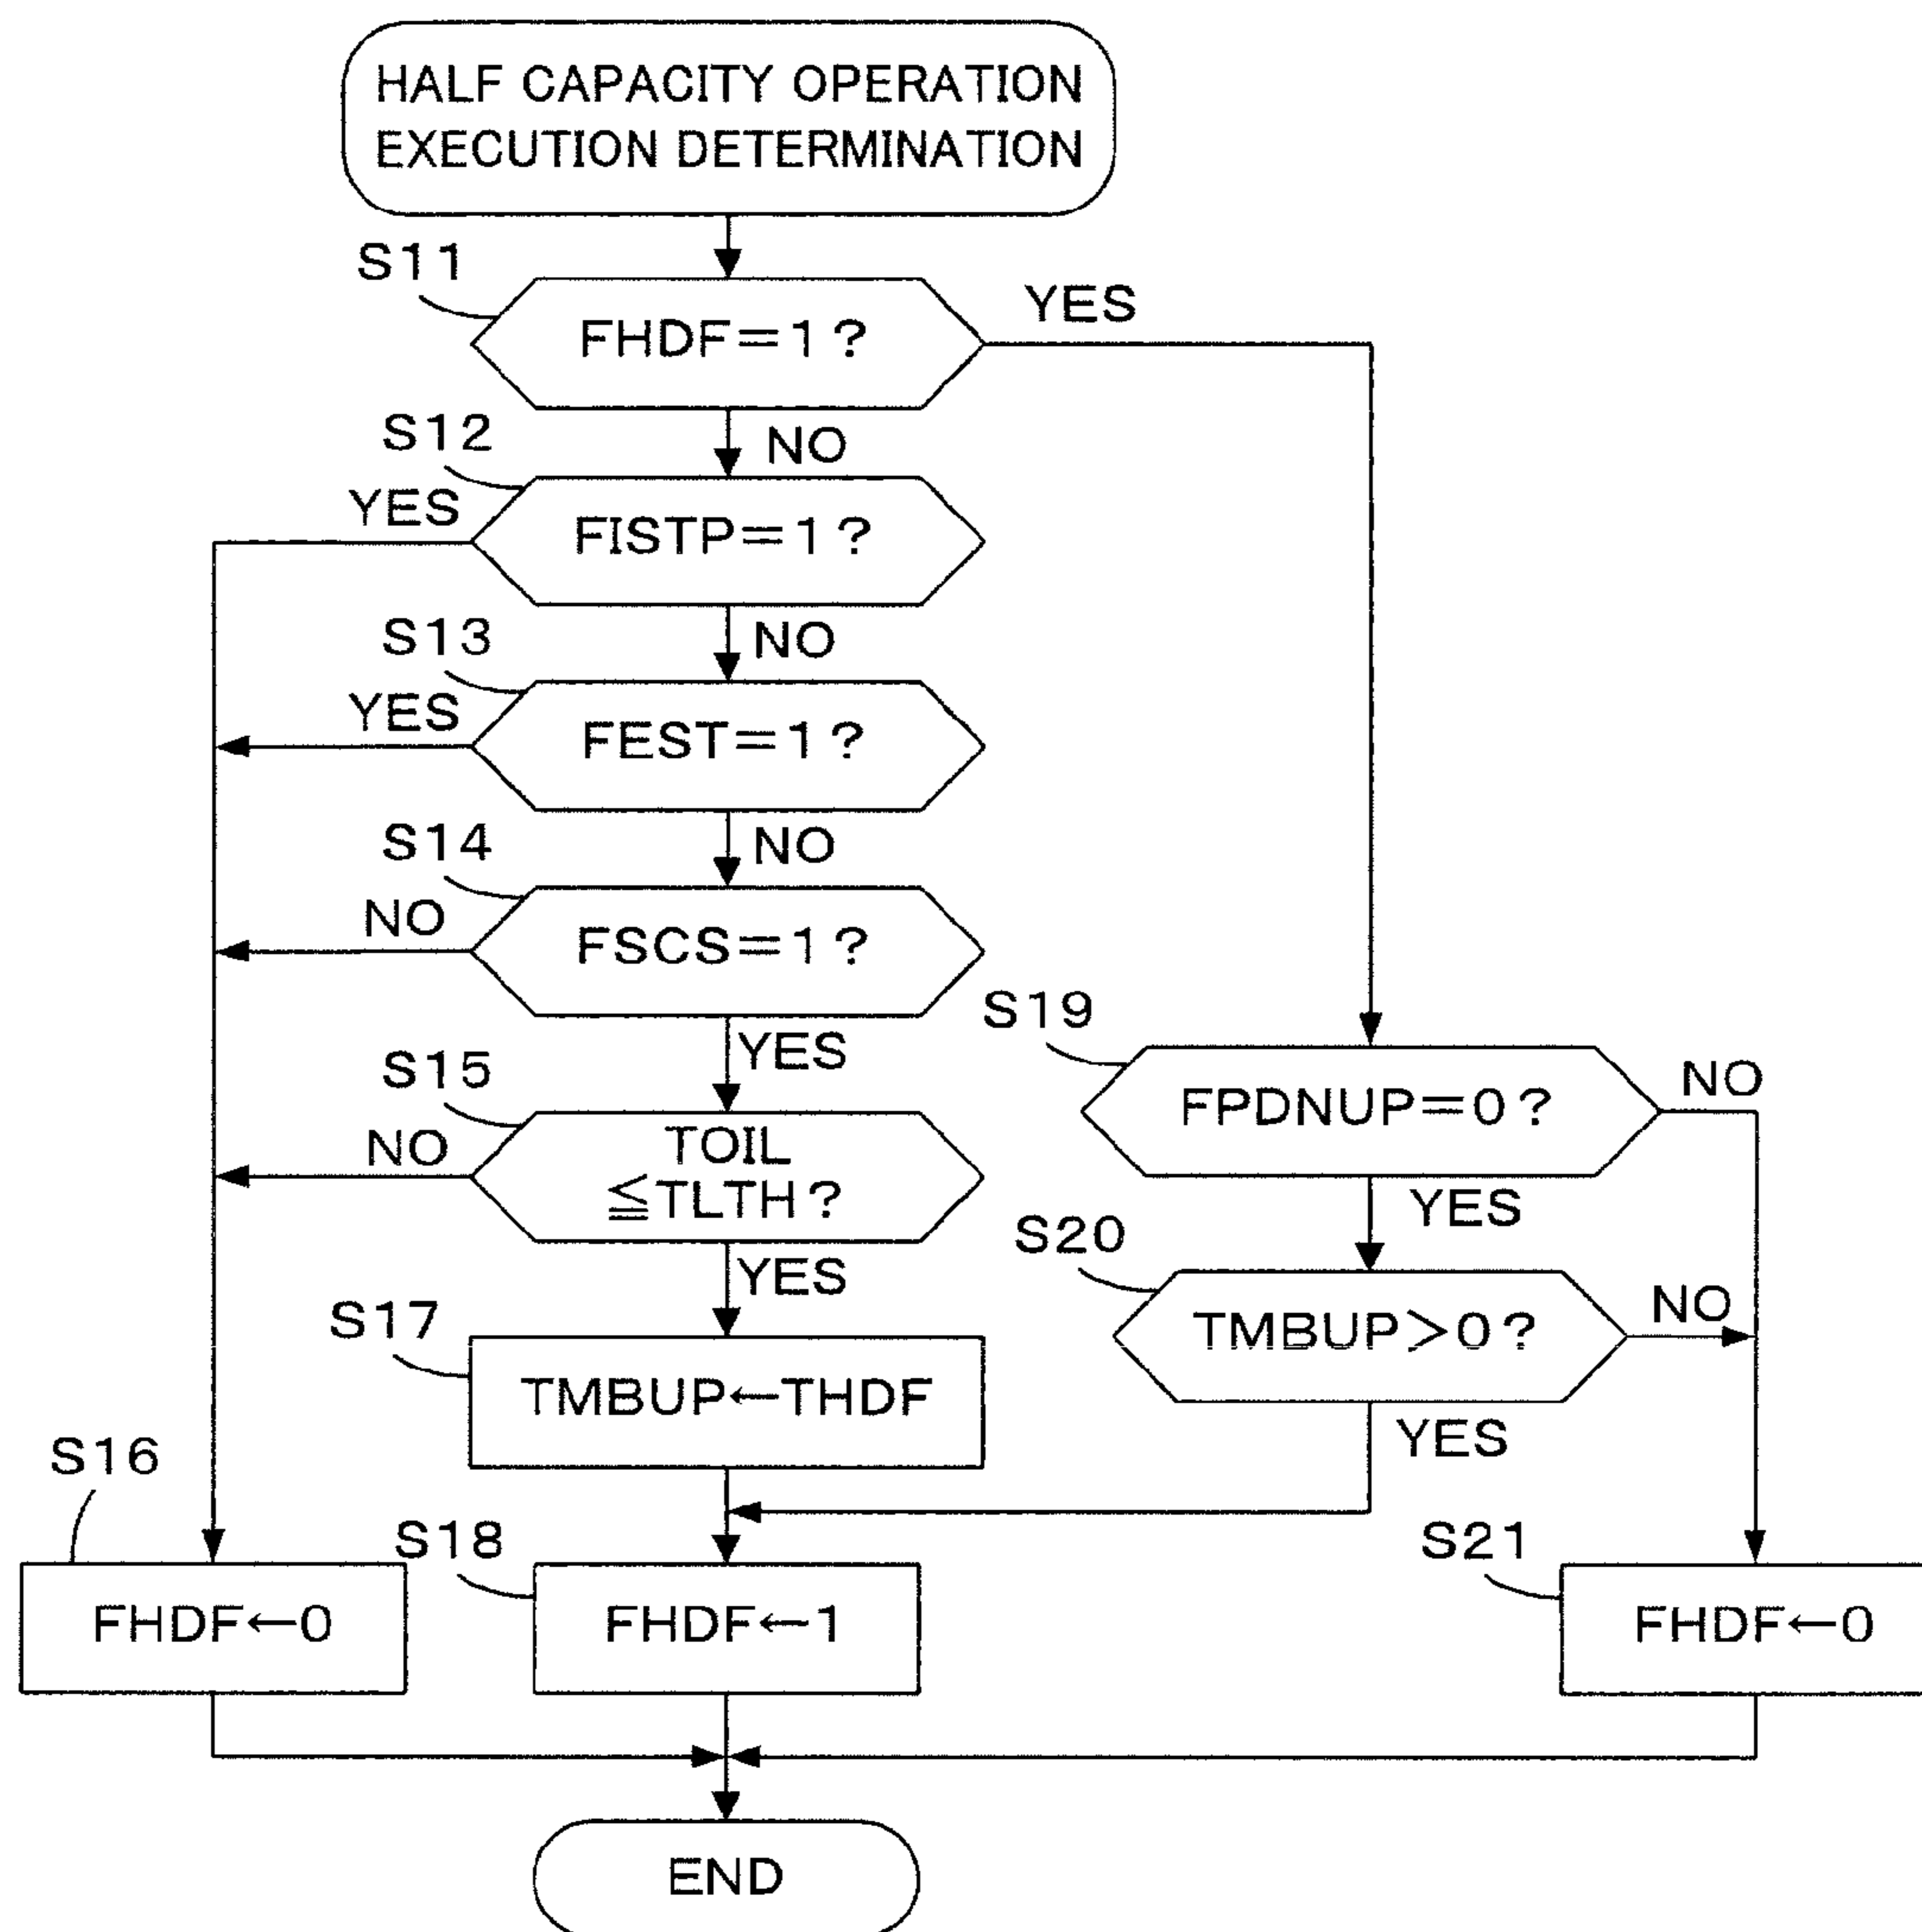 HALF CAPACITY OPERATION
EXECUTION DETERMINATION
S11
FHDF=1?
YES
NO
S12
FISTP=1?
YES
NO
S13
FEST=1?
YES
NO
S14
FSCS=1?
NO
YES
S15
TOIL
≦TLTH?
NO
YES
S17
TMBUP←THDF
S19
FPDNUP=0?
NO
YES
S20
TMBUP>0?
NO
YES
S16
FHDF←0
S18
FHDF←1
S21
FHDF←0
END